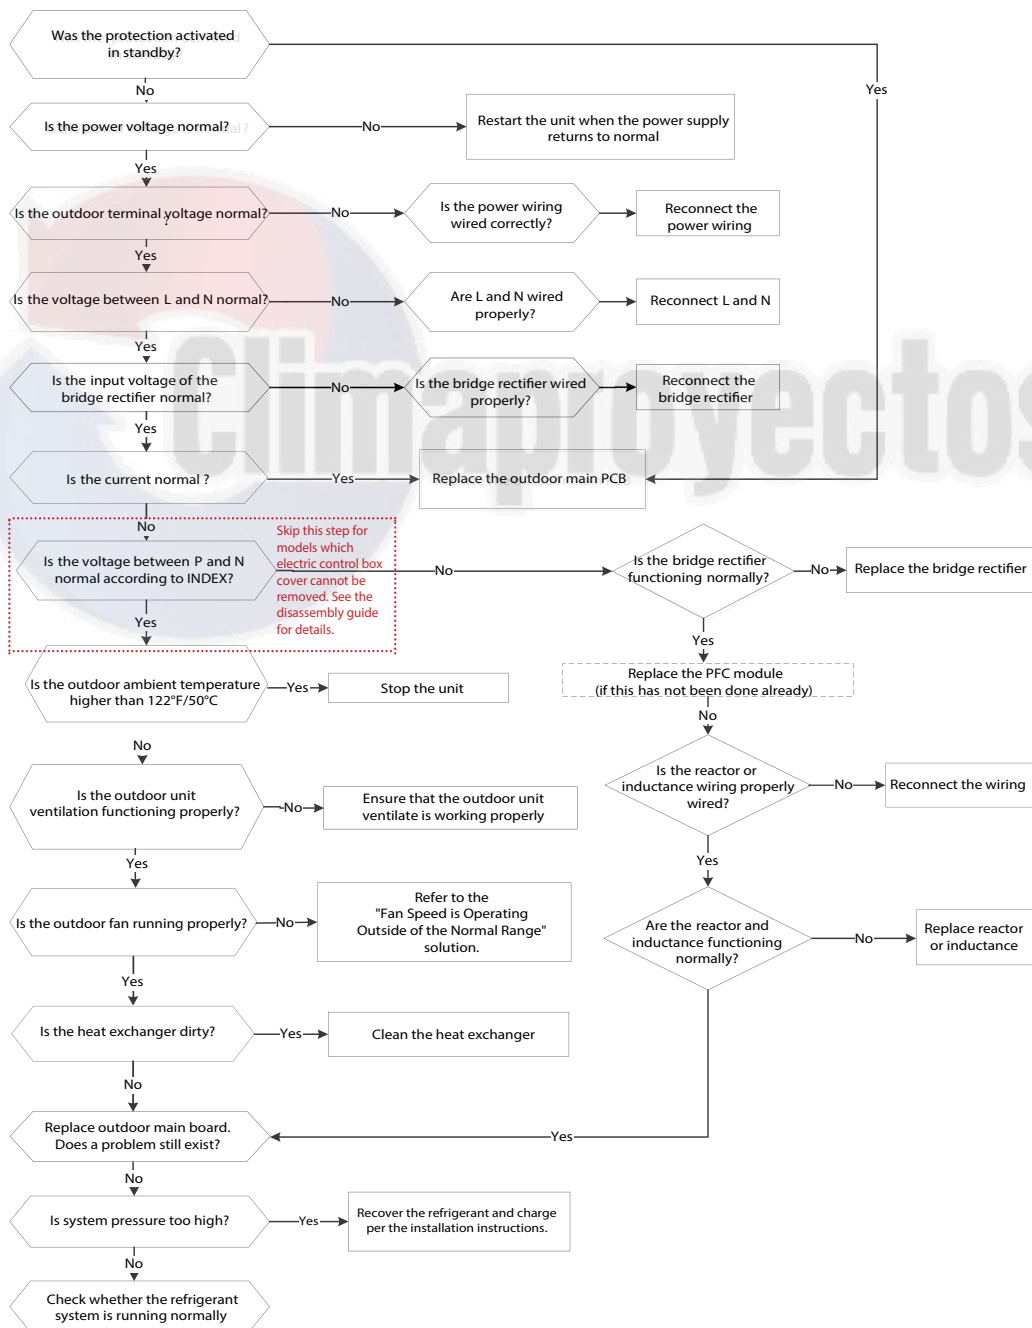 Was the protection activated
in standby?
Yes
No
Is the power voltage normal?
No
Restart the unit when the power supply
returns to normal
Yes
Is the outdoor terminal voltage normal?
?
No
Is the power wiring
wired correctly?
Reconnect the
power wiring
Yes
Is the voltage between L and N normal?
No
Are L and N wired
properly?
Reconnect L and N
Yes
Is the input voltage of the
bridge rectifier normal?
No
Is the bridge rectifier wired
properly?
Reconnect the
bridge rectifier
Climaproyectos
Yes
Is the current normal ?
Yes
Replace the outdoor main PCB
No
Skip this step for
models which
electric control box
cover cannot be
removed. See the
disassembly guide
for details.
Is the voltage between P and N
normal according to INDEX?
No
Is the bridge rectifier
functioning normally?
No
Replace the bridge rectifier
Yes
Yes
Replace the PFC module
(if this has not been done already)
Is the outdoor ambient temperature
higher than 122°F/50°C
Yes
Stop the unit
No
No
Is the reactor or
inductance wiring properly
wired?
No
Reconnect the wiring
Is the outdoor unit
ventilation functioning properly?
No
Ensure that the outdoor unit
ventilate is working properly
Yes
Yes
Is the outdoor fan running properly?
No
Refer to the
"Fan Speed is Operating
Outside of the Normal Range"
solution.
Are the reactor and
inductance functioning
normally?
No
Replace reactor
or inductance
Yes
Is the heat exchanger dirty?
Yes
Clean the heat exchanger
No
Replace outdoor main board.
Does a problem still exist?
Yes
No
Is system pressure too high?
Yes
Recover the refrigerant and charge
per the installation instructions.
No
Check whether the refrigerant
system is running normally